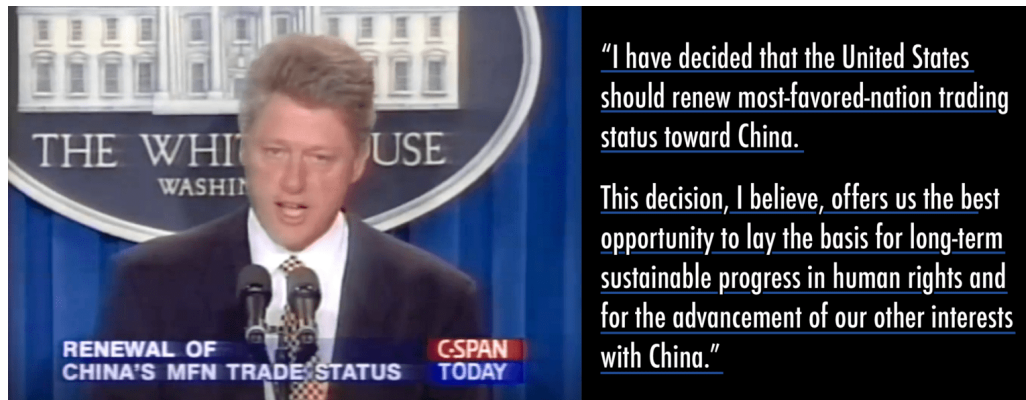 THE WHI USE
WASHIN
RENEWAL OF
CHINA'S MFN TRADE STATUS
C-SPAN
TODAY
“I have decided that the United States
should renew most-favored-nation trading
status toward China.
This decision, I believe, offers us the best
opportunity to lay the basis for long-term
sustainable progress in human rights and
for the advancement of our other interests
with China.”